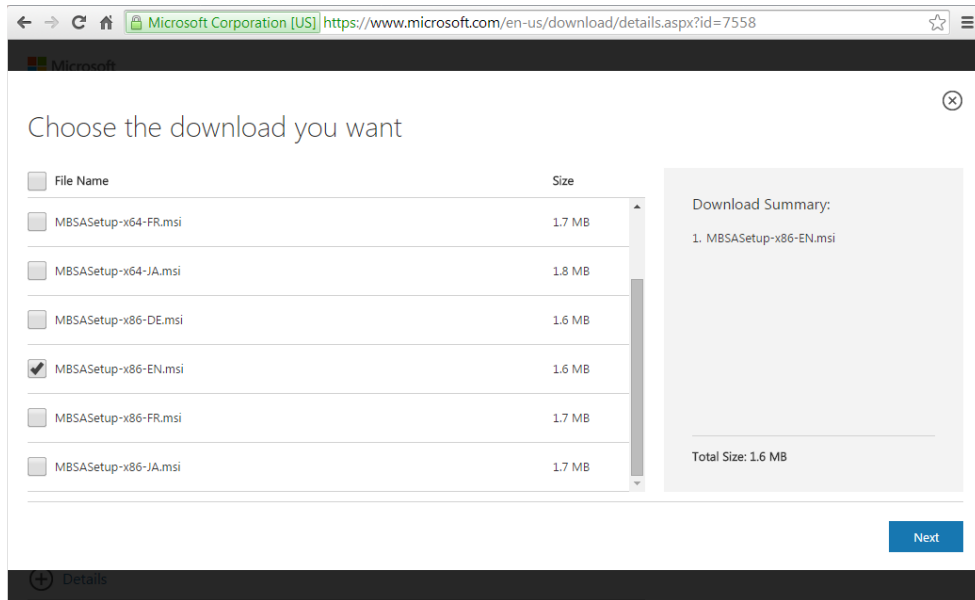 Microsoft Corporation [US] https://www.microsoft.com/en-us/download/details.aspx?id=7558
Microsoft
Choose the download you want
File Name Size
MBSASetup-x64-FR.msi 1.7 MB
MBSASetup-x64-JA.msi 1.8 MB
MBSASetup-x86-DE.msi 1.6 MB
MBSASetup-x86-EN.msi 1.6 MB
MBSASetup-x86-FR.msi 1.7 MB
MBSASetup-x86-JA.msi 1.7 MB
Download Summary:
1. MBSASetup-x86-EN.msi
Total Size: 1.6 MB
Next
Details